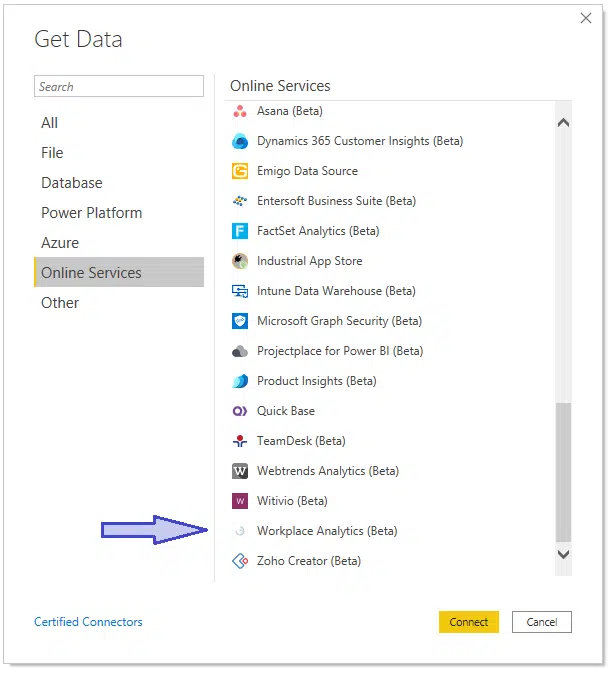 Get Data
Search
All
File
Database
Power Platform
Azure
Online Services
Other
Online Services
Asana (Beta)
Dynamics 365 Customer Insights (Beta)
Emigo Data Source
Entersoft Business Suite (Beta)
FactSet Analytics (Beta)
Industrial App Store
Intune Data Warehouse (Beta)
Microsoft Graph Security (Beta)
Projectplace for Power BI (Beta)
Product Insights (Beta)
Quick Base
TeamDesk (Beta)
Webtrends Analytics (Beta)
Witivio (Beta)
Workplace Analytics (Beta)
Zoho Creator (Beta)
Certified Connectors
Connect
Cancel